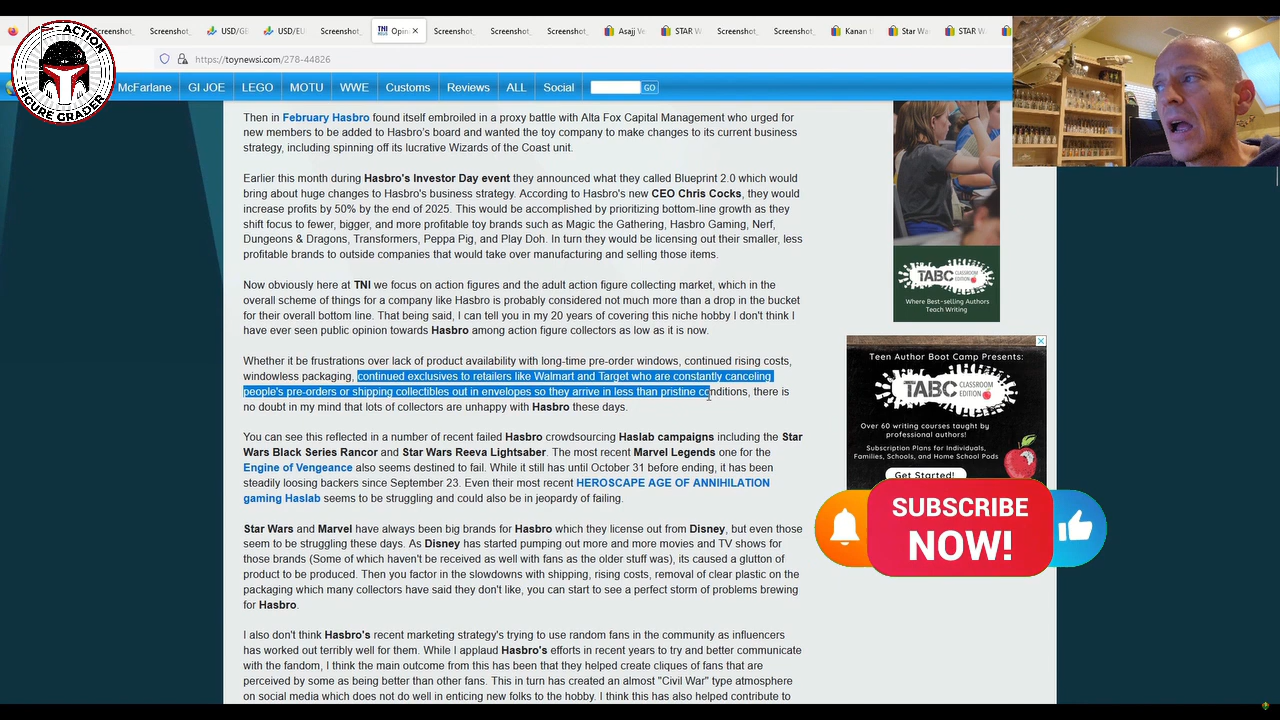 Screenshot_
Screenshot_
USD/GB
USD/EU
Screenshot_
TNI
Opin
Screenshot_
Screenshot_
Screenshot_
Asajj Ve
STAR W
Screenshot_
Screenshot_
Kanan t
Star Wa
STAR W
ACTION
FIGURE GRADER
https://toynewsi.com/278-44826
McFarlane
GI JOE
LEGO
MOTU
WWE
Customs
Reviews
ALL
Social
GO
Then in February Hasbro found itself embroiled in a proxy battle with Alta Fox Capital Management who urged for
new members to be added to Hasbro's board and wanted the toy company to make changes to its current business
strategy, including spinning off its lucrative Wizards of the Coast unit.
Earlier this month during Hasbro's Investor Day event they announced what they called Blueprint 2.0 which would
bring about huge changes to Hasbro's business strategy. According to Hasbro's new CEO Chris Cocks, they would
increase profits by 50% by the end of 2025. This would be accomplished by prioritizing bottom-line growth as they
shift focus to fewer, bigger, and more profitable toy brands such as Magic the Gathering, Hasbro Gaming, Nerf,
Dungeons & Dragons, Transformers, Peppa Pig, and Play Doh. In turn they would be licensing out their smaller, less
profitable brands to outside companies that would take over manufacturing and selling those items.
Now obviously here at TNI we focus on action figures and the adult action figure collecting market, which in the
overall scheme of things for a company like Hasbro is probably considered not much more than a drop in the bucket
for their overall bottom line. That being said, I can tell you in my 20 years of covering this niche hobby I don't think I
have ever seen public opinion towards Hasbro among action figure collectors as low as it is now.
Whether it be frustrations over lack of product availability with long-time pre-order windows, continued rising costs,
windowless packaging, continued exclusives to retailers like Walmart and Target who are constantly canceling
people's pre-orders or shipping collectibles out in envelopes so they arrive in less than pristine conditions, there is
no doubt in my mind that lots of collectors are unhappy with Hasbro these days.
You can see this reflected in a number of recent failed Hasbro crowdsourcing Haslab campaigns including the Star
Wars Black Series Rancor and Star Wars Reeva Lightsaber. The most recent Marvel Legends one for the
Engine of Vengeance also seems destined to fail. While it still has until October 31 before ending, it has been
steadily loosing backers since September 23. Even their most recent HEROSCAPE AGE OF ANNIHILATION
gaming Haslab seems to be struggling and could also be in jeopardy of failing.
Star Wars and Marvel have always been big brands for Hasbro which they license out from Disney, but even those
seem to be struggling these days. As Disney has started pumping out more and more movies and TV shows for
those brands (Some of which haven't be received as well with fans as the older stuff was), its caused a glutton of
product to be produced. Then you factor in the slowdowns with shipping, rising costs, removal of clear plastic on the
packaging which many collectors have said they don't like, you can start to see a perfect storm of problems brewing
for Hasbro.
I also don't think Hasbro's recent marketing strategy's trying to use random fans in the community as influencers
has worked out terribly well for them. While I applaud Hasbro's efforts in recent years to try and better communicate
with the fandom, I think the main outcome from this has been that they helped create cliques of fans that are
perceived by some as being better than other fans. This in turn has created an almost "Civil War" type atmosphere
on social media which does not do well in enticing new folks to the hobby. I think this has also helped contribute to
TABC
CLASSROOM
EDITION
Where Best-selling Authors
Teach Writing
Teen Author Boot Camp Presents:
TABC
CLASSROOM
EDITION
Over 60 writing courses taught by
professional authors!
Subscription Plans for Individuals,
Families, Schools, and Home School Pods
Get Started!
SUBSCRIBE
NOW!